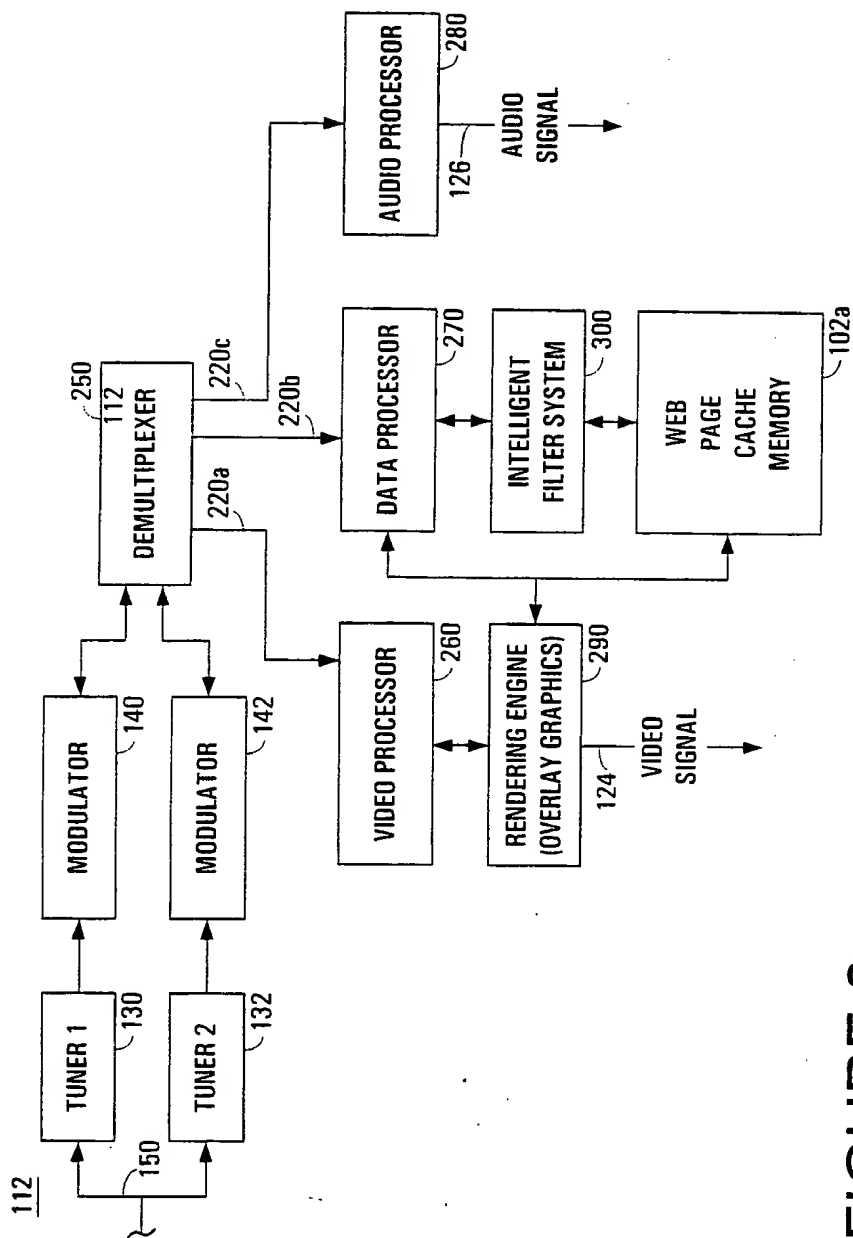 112
150
TUNER 1
130
TUNER 2
132
MODULATOR
140
MODULATOR
142
250
112
DEMULTIPLEXER
220a
220b
220c
VIDEO PROCESSOR
260
DATA PROCESSOR
270
AUDIO PROCESSOR
280
126
AUDIO
SIGNAL
RENDERING ENGINE
(OVERLAY GRAPHICS)
290
INTELLIGENT
FILTER SYSTEM
300
124
VIDEO
SIGNAL
WEB
PAGE
CACHE
MEMORY
102a
FIGURE